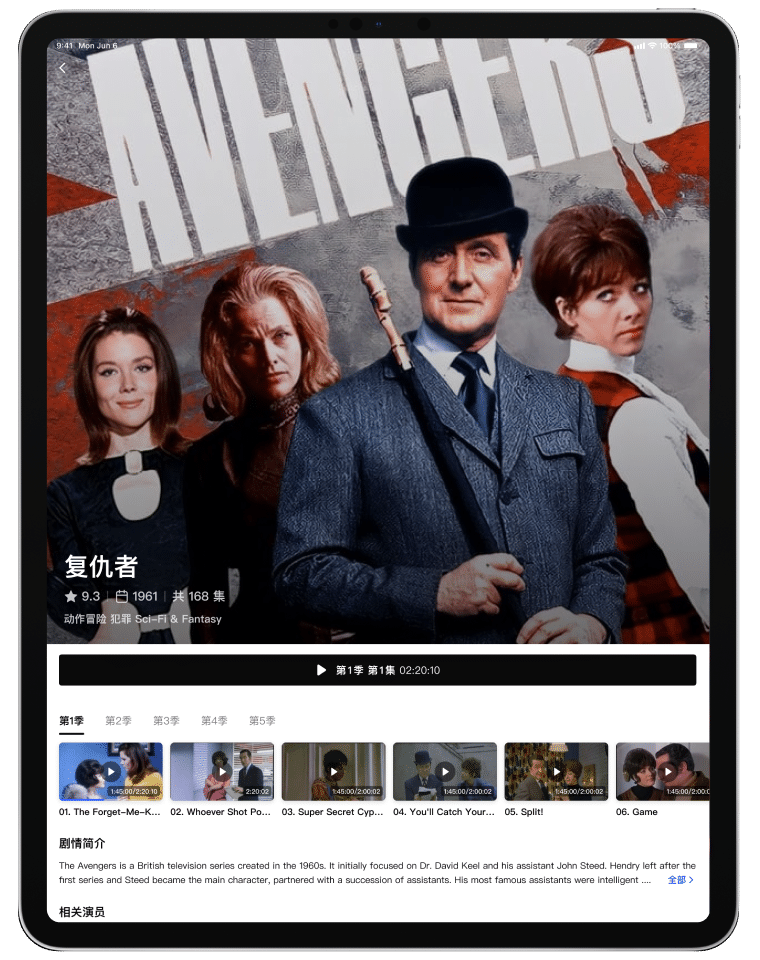 9:41 Mon Jun 6
100%
AVENGERS
复仇者
9.3 1961 共 168 集
动作冒险 犯罪 Sci-Fi & Fantasy
第1季 第1集 02:20:10
第1季 第2季 第3季 第4季 第5季
1:45:00/2:20:10 2:20:02 1:45:00/2:00:02 1:45:00/2:00:02 1:45:00/2:00:02 1:45:00/2:00:0
01. The Forget-Me-K... 02. Whoever Shot Po... 03. Super Secret Cyp... 04. You'll Catch Your... 05. Split! 06. Game
剧情简介
The Avengers is a British television series created in the 1960s. It initially focused on Dr. David Keel and his assistant John Steed. Hendry left after the
first series and Steed became the main character, partnered with a succession of assistants. His most famous assistants were intelligent .... 全部
相关演员